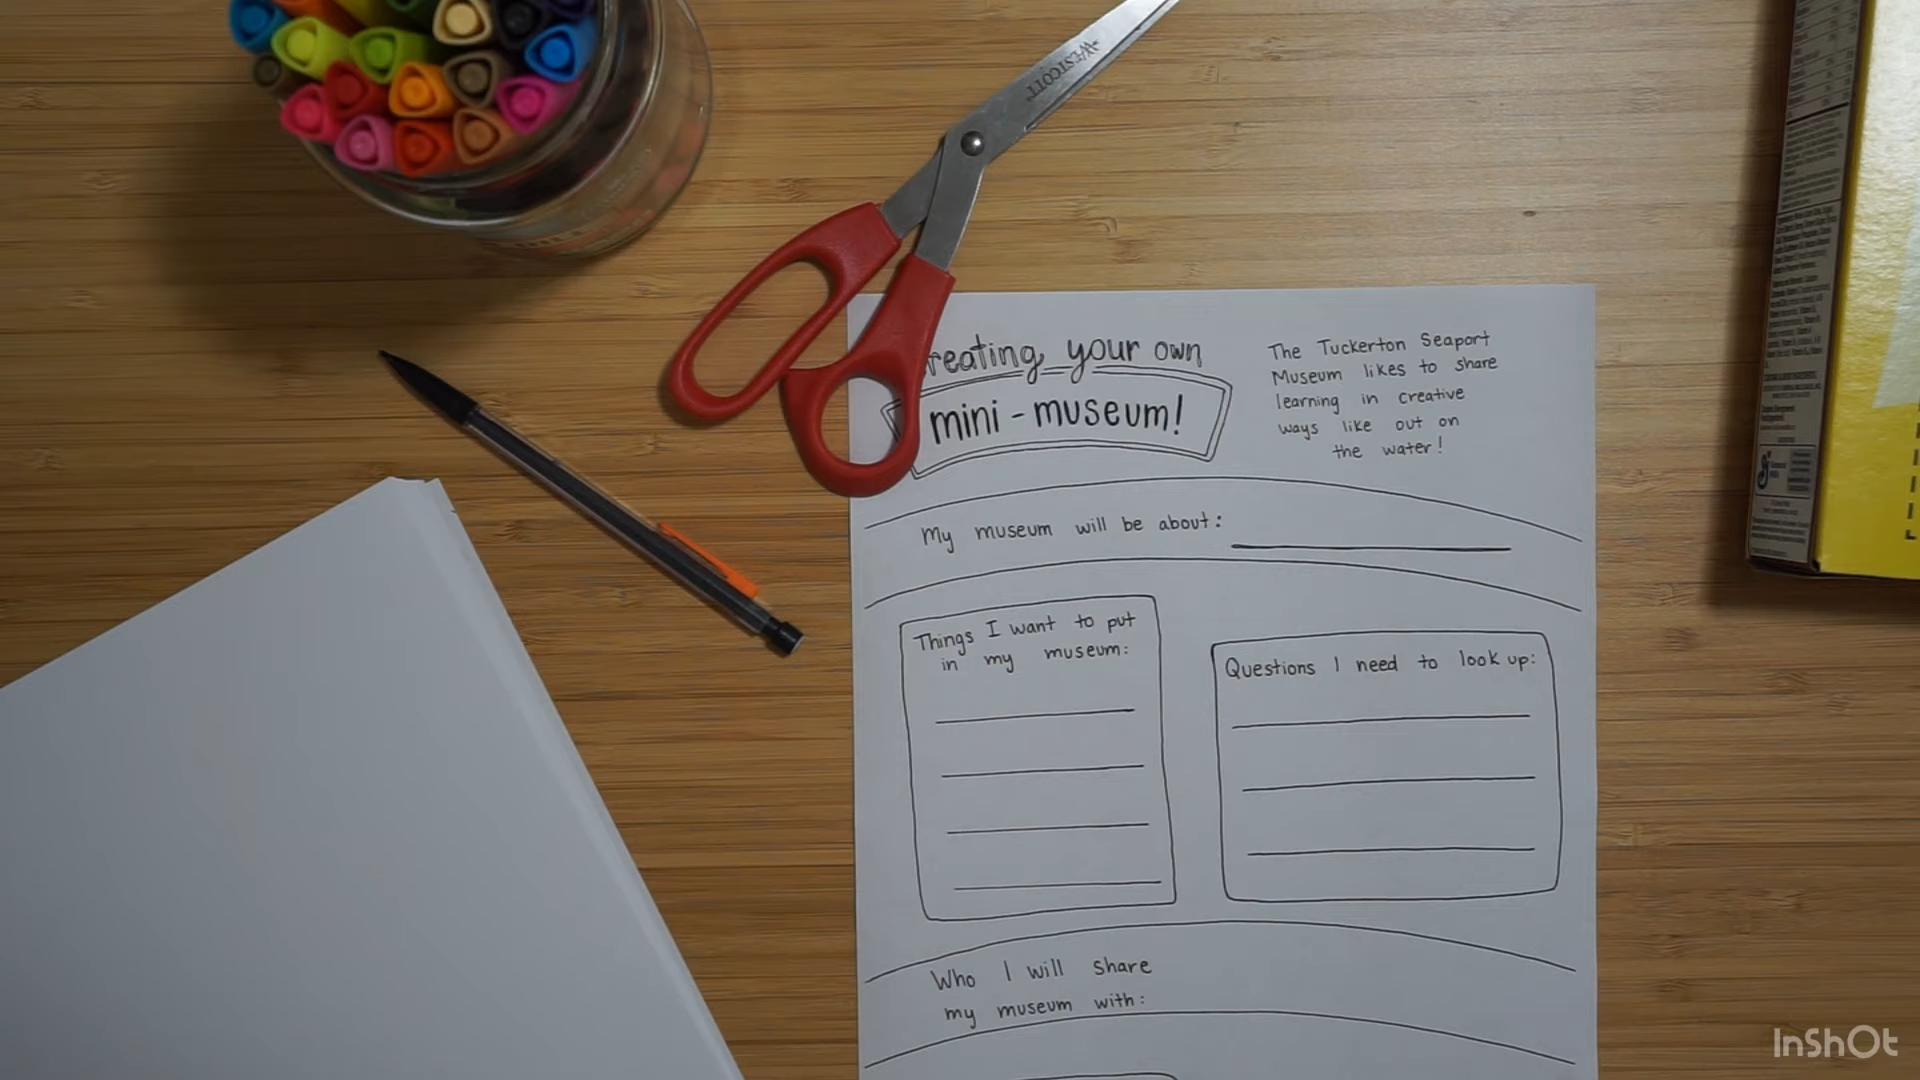 WESTCOTT
reating your own
mini-museum!
The Tuckerton Seaport
Museum likes to share
learning in creative
ways like out on
the water!
My museum will be about:
Things I want to put
in my museum:
Questions I need to look up:
Who I will share
my museum with:
InShOt